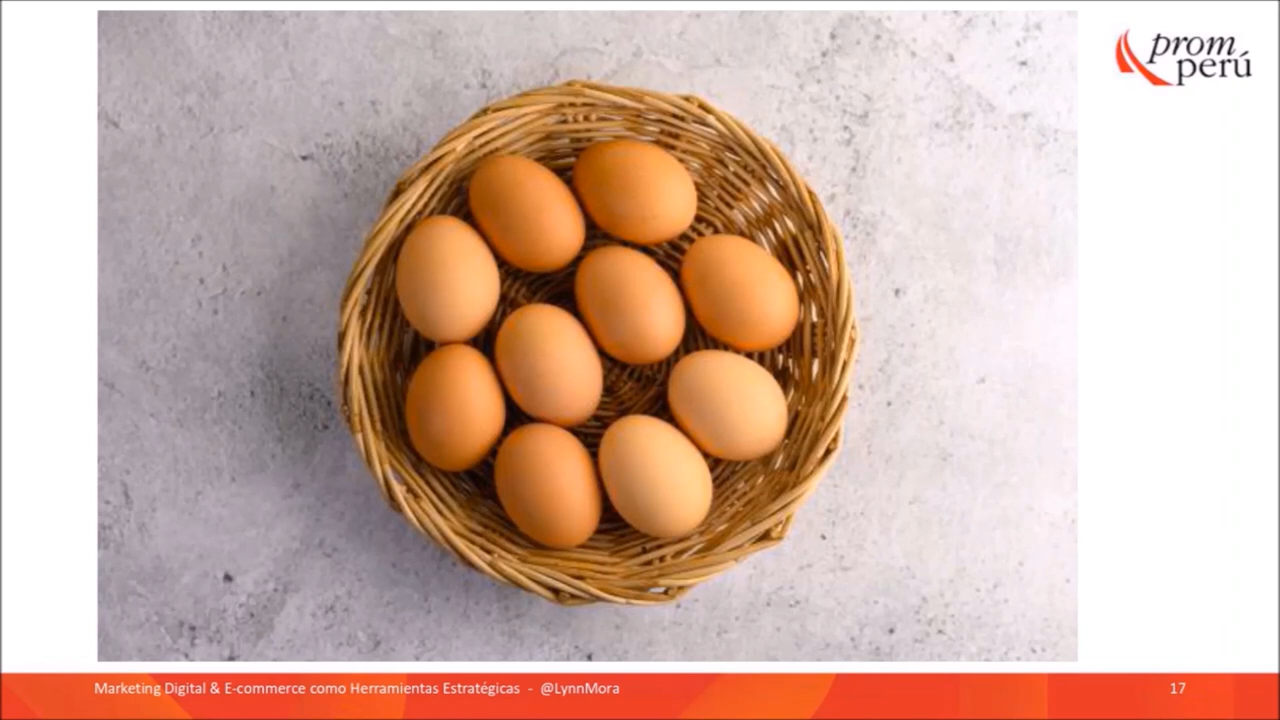 prom
perú
Marketing Digital & E-commerce como Herramientas Estratégicas - @LynnMora
17